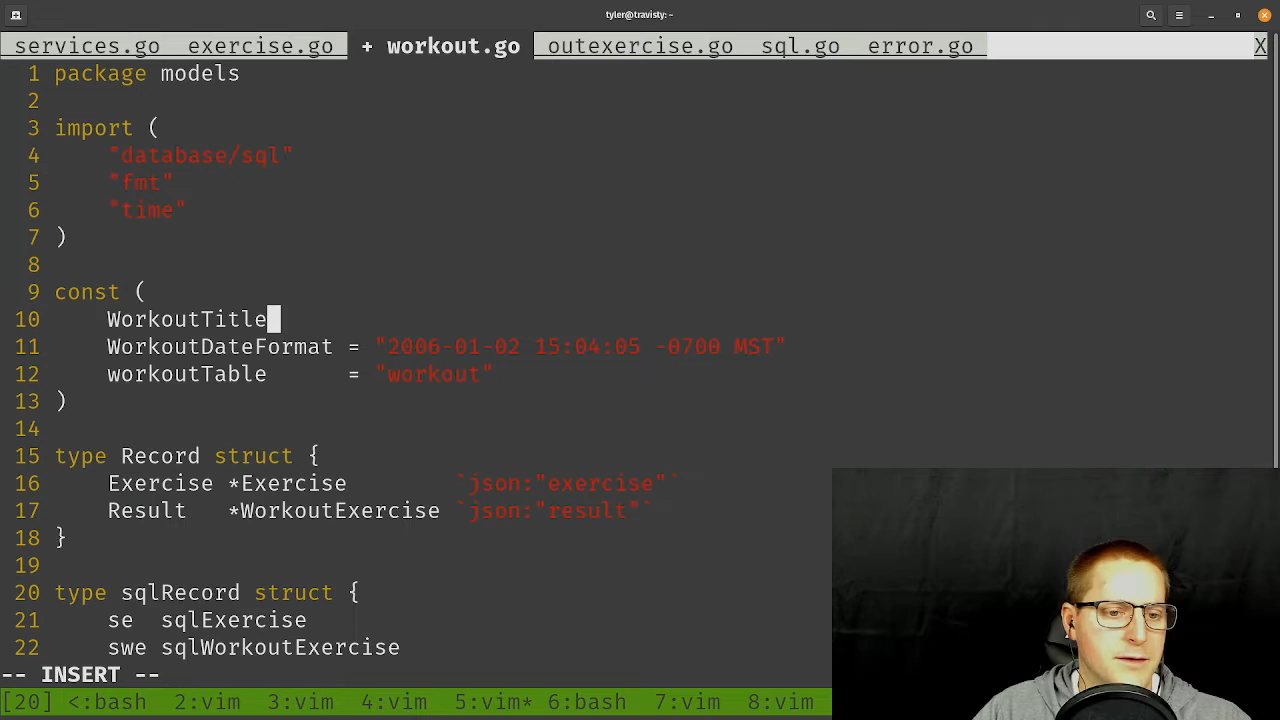 tyler@travisty:~
services.go exercise.go + workout.go outexercise.go sql.go error.go X
1 package models
2
3 import (
4 "database/sql"
5 "fmt"
6 "time"
7 )
8
9 const (
10 WorkoutTitle
11 WorkoutDateFormat = "2006-01-02 15:04:05 -0700 MST"
12 workoutTable = "workout"
13 )
14
15 type Record struct {
16 Exercise *Exercise `json:"exercise"`
17 Result *WorkoutExercise `json:"result"`
18 }
19
20 type sqlRecord struct {
21 se sqlExercise
22 swe sqlWorkoutExercise
-- INSERT --
[20] <:bash 2:vim 3:vim 4:vim 5:vim* 6:bash 7:vim 8:vim